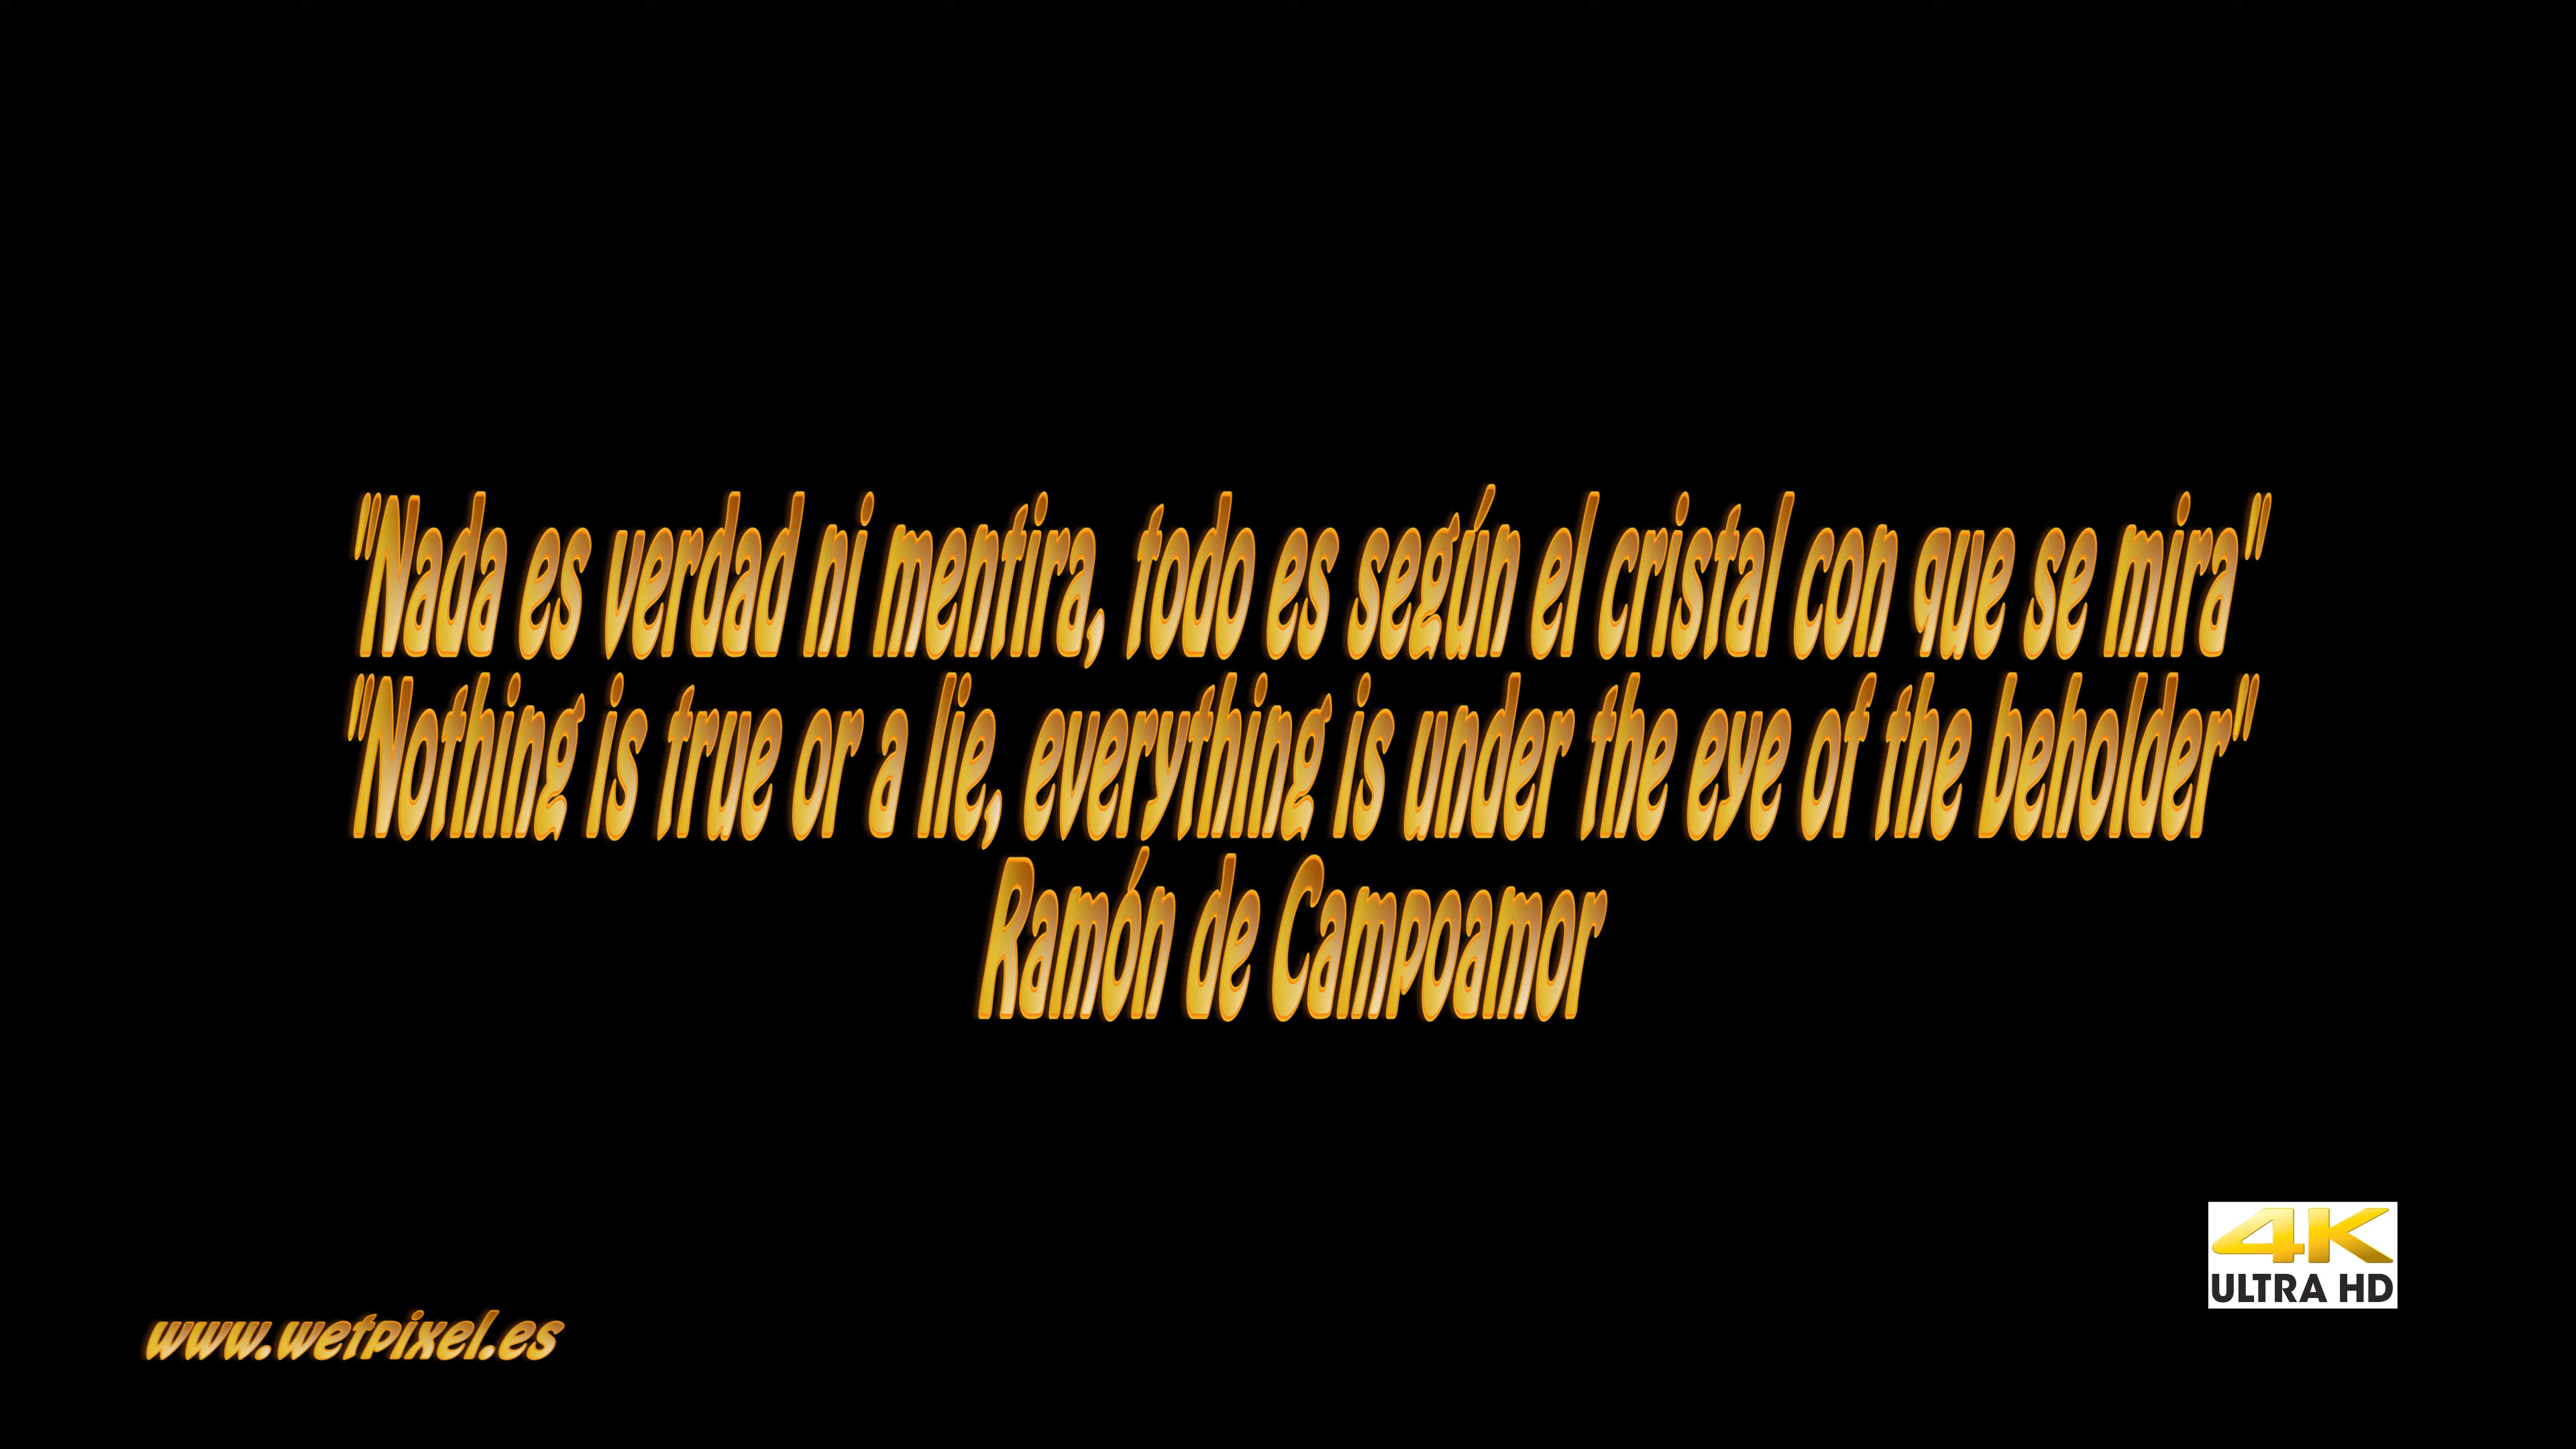 "Nada es verdad ni mentira, todo es según el cristal con que se mira"
"Nothing is true or a lie, everything is under the eye of the beholder"
Ramón de Campoamor
4K
ULTRA HD
www.wetpixel.es